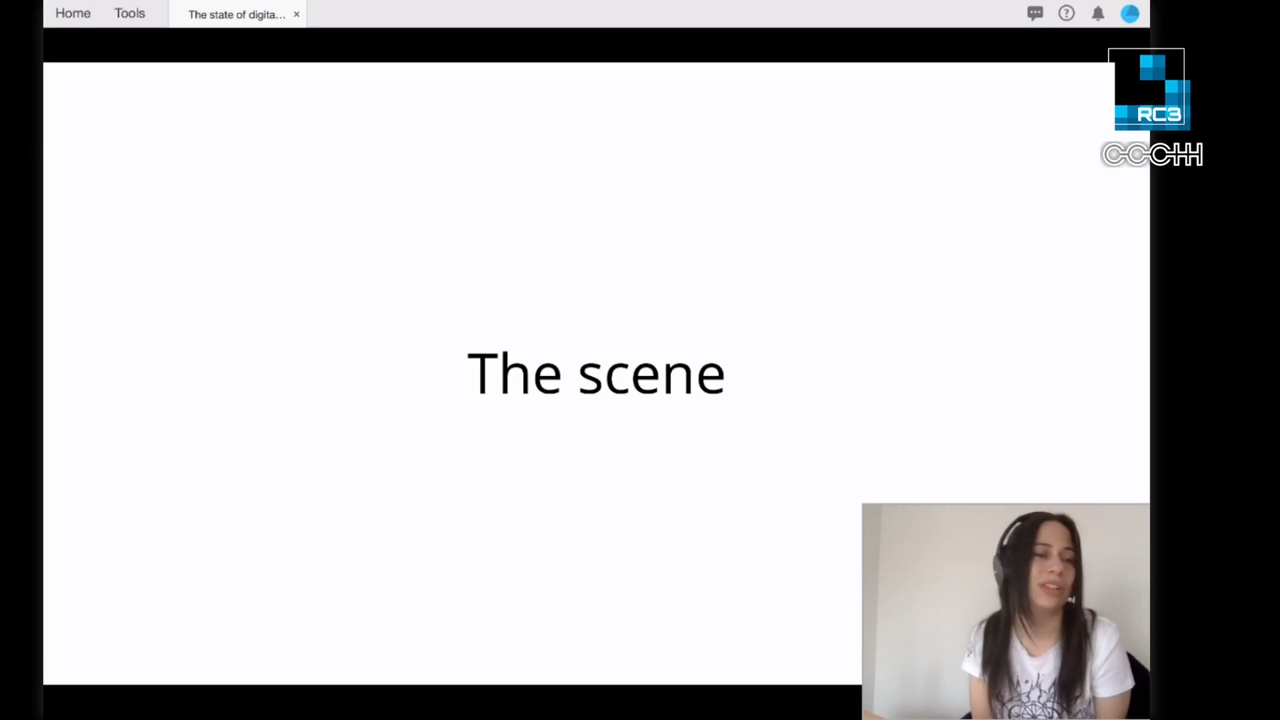 Home
Tools
The state of digita...
×
?
RC3
CCCHH
The scene